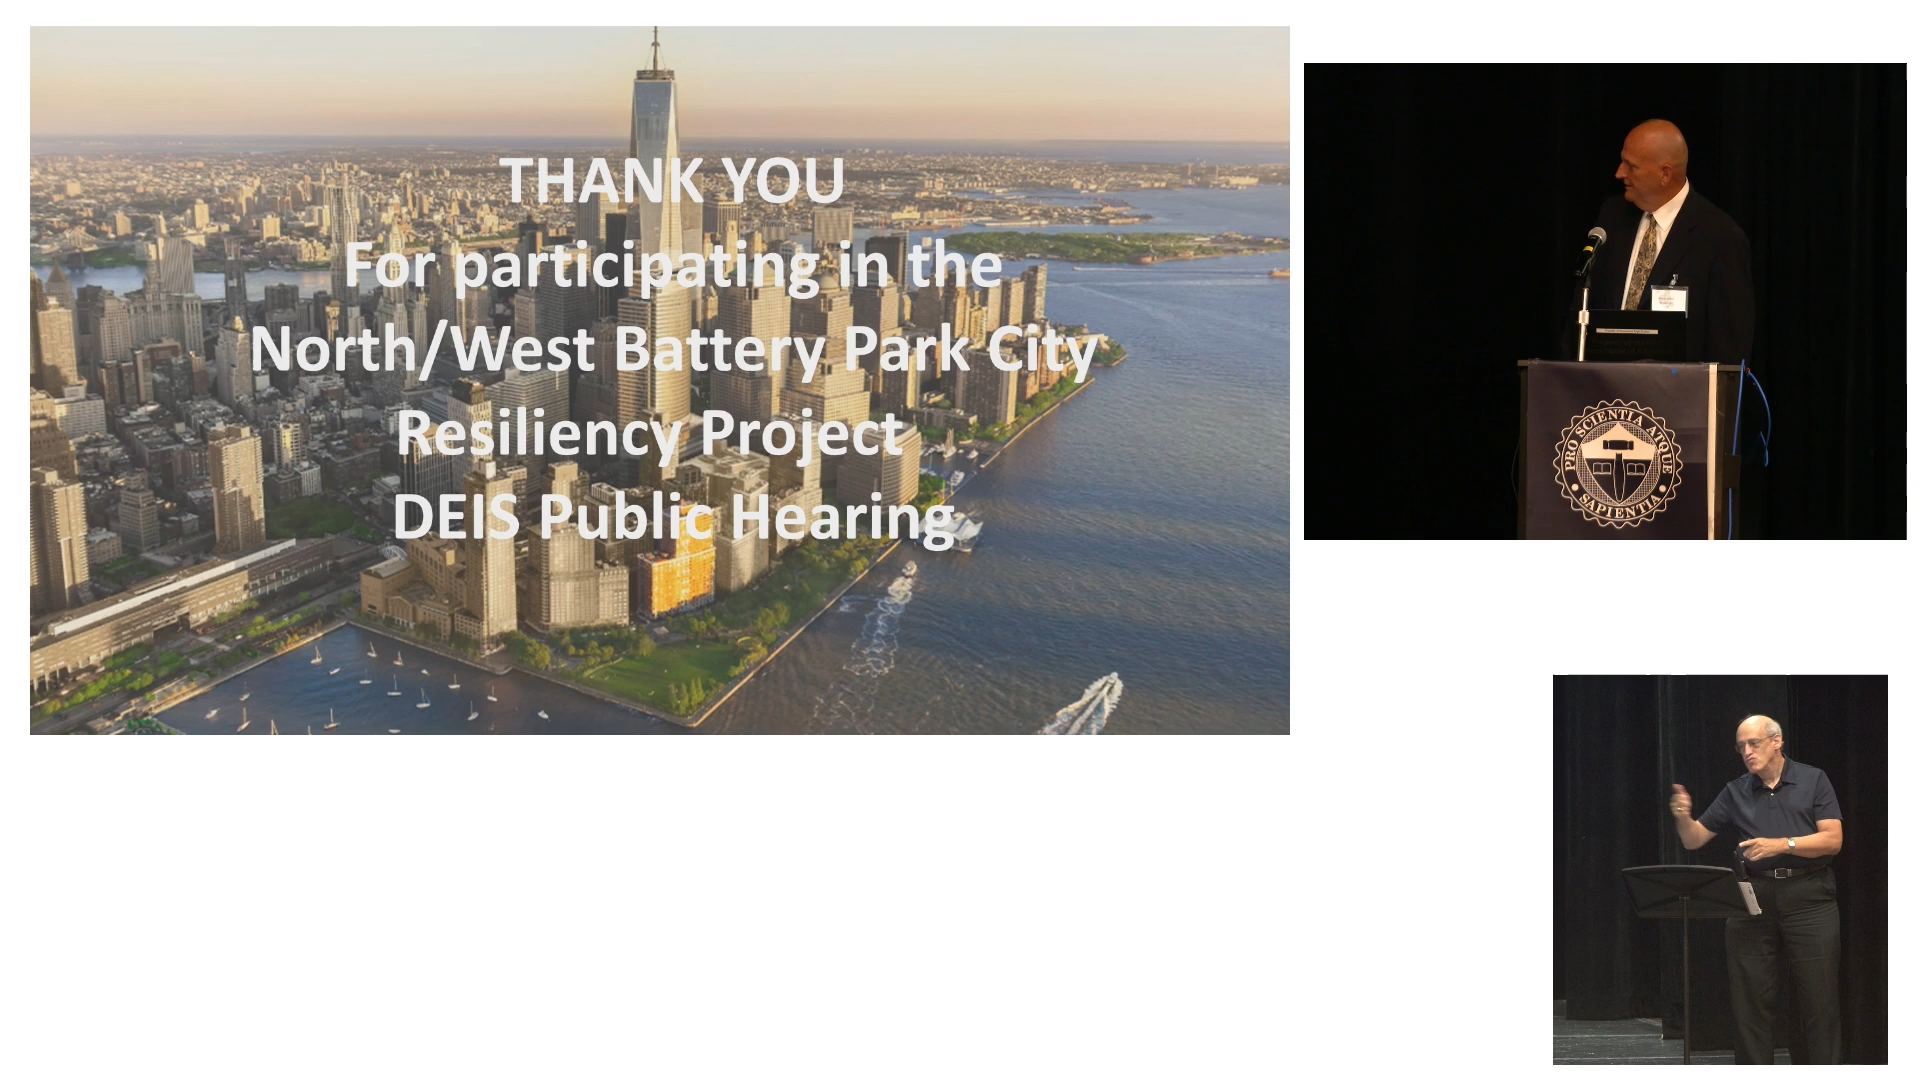 THANK YOU
For participating in the
North/West Battery Park City
Resiliency Project
DEIS Public Hearing
PRO SCIENTIA ATQUE
SAPIENTIA